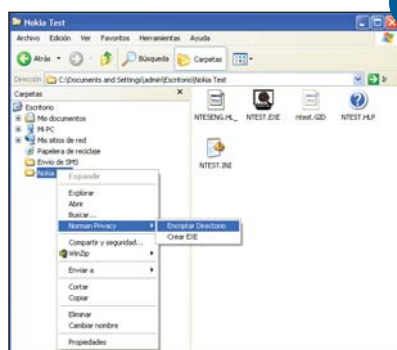 Nokia Test
Archivo Edición Ver Favoritos Herramientas Ayuda
Atrás Búsqueda Carpetas
Dirección C:\Documents and Settings\admin\Escritorio\Nokia Test Ir
Carpetas
Escritorio
Mis documentos
Mi PC
Mis sitios de red
Papelera de reciclaje
Envio de SMS
Nokia
NTESENG.HL_ NTEST.EXE ntest.GID NTEST.HLP
NTEST.INI
Expandir
Explorar
Abrir
Buscar...
Norman Privacy
Encriptar Directorio
Crear EXE
Compartir y seguridad...
WinZip
Enviar a
Cortar
Copiar
Eliminar
Cambiar nombre
Propiedades